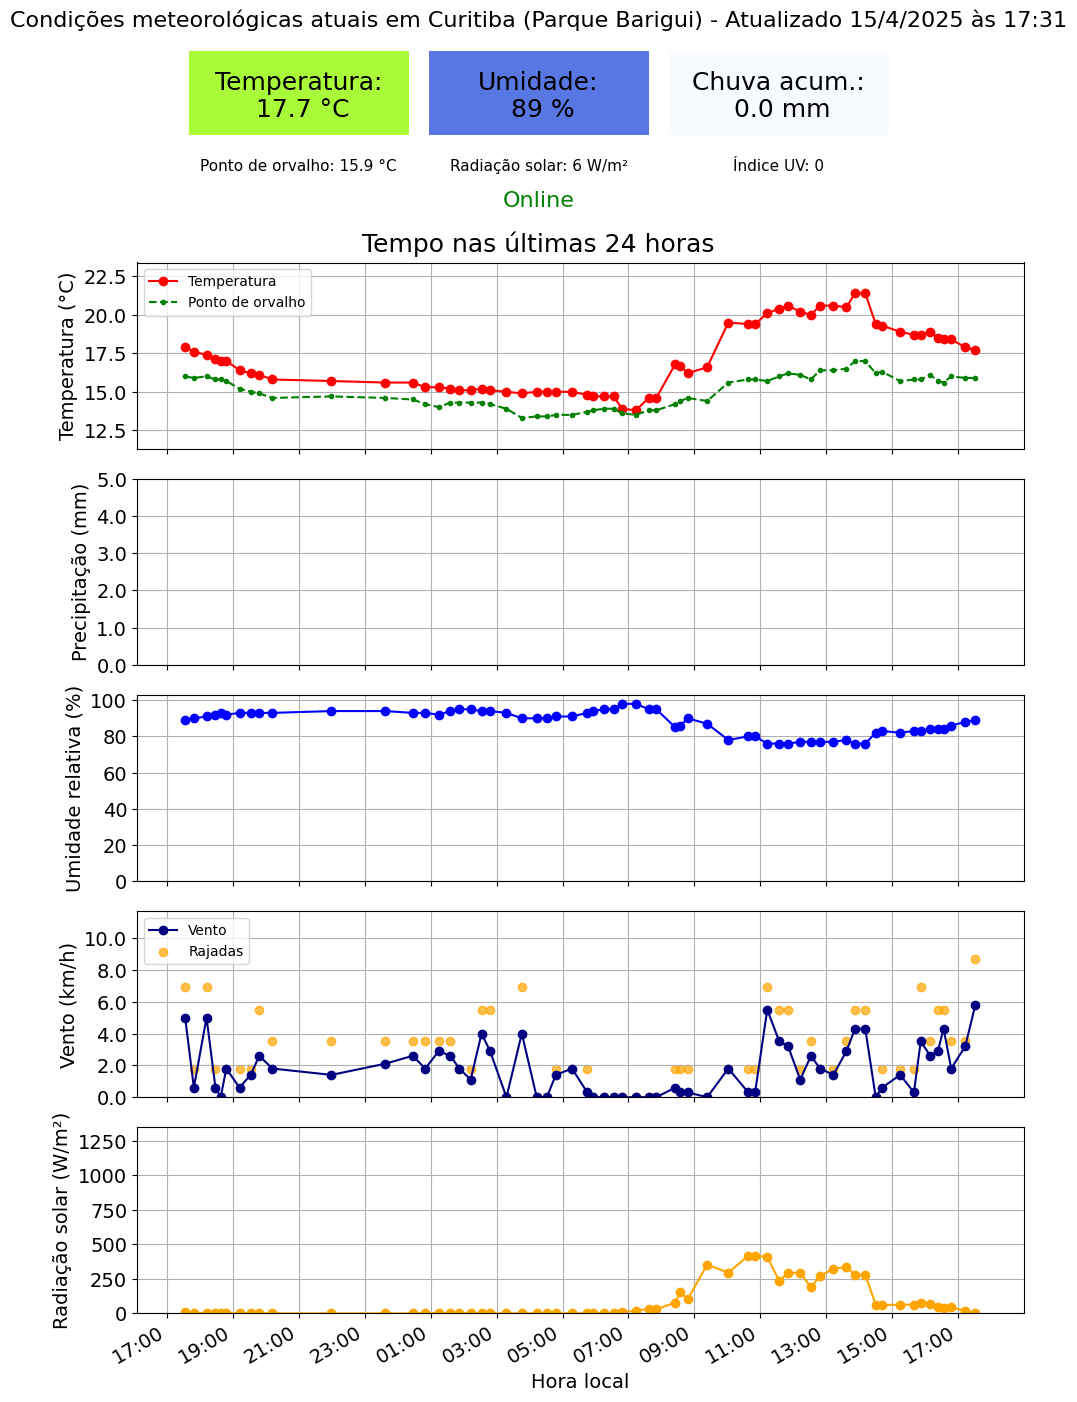 Condições meteorológicas atuais em Curitiba (Parque Barigui) - Atualizado 15/4/2025 às 17:31
Temperatura:
17.7 °C
Umidade:
89 %
Chuva acum.:
0.0 mm
Ponto de orvalho: 15.9 °C
Radiação solar: 6 W/m²
Índice UV: 0
Online
Tempo nas últimas 24 horas
Temperatura (°C)
22.5
20.0
17.5
15.0
12.5
Temperatura
Ponto de orvalho
Precipitação (mm)
5.0
4.0
3.0
2.0
1.0
0.0
Umidade relativa (%)
100
80
60
40
20
0
Vento (km/h)
10.0
8.0
6.0
4.0
2.0
0.0
Vento
Rajadas
Radiação solar (W/m²)
1250
1000
750
500
250
0
17:00
19:00
21:00
23:00
01:00
03:00
05:00
07:00
09:00
11:00
13:00
15:00
17:00
Hora local